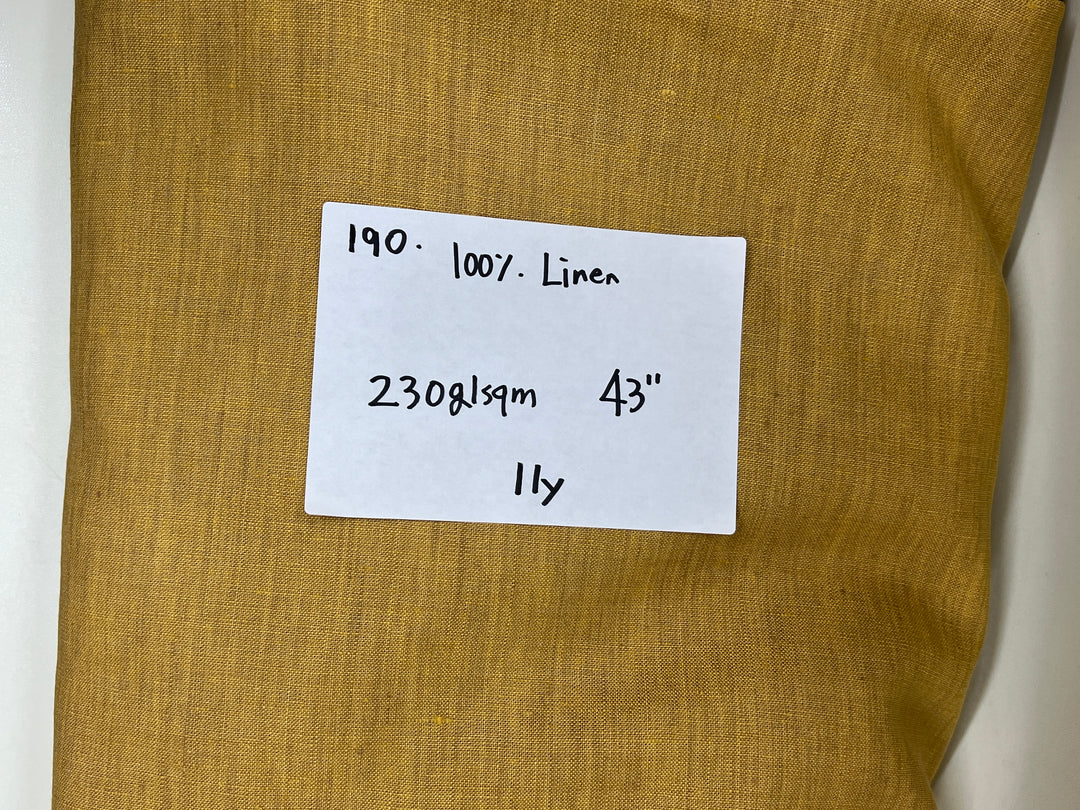 190.
100%. Linen
230g/sqm 43"
11y